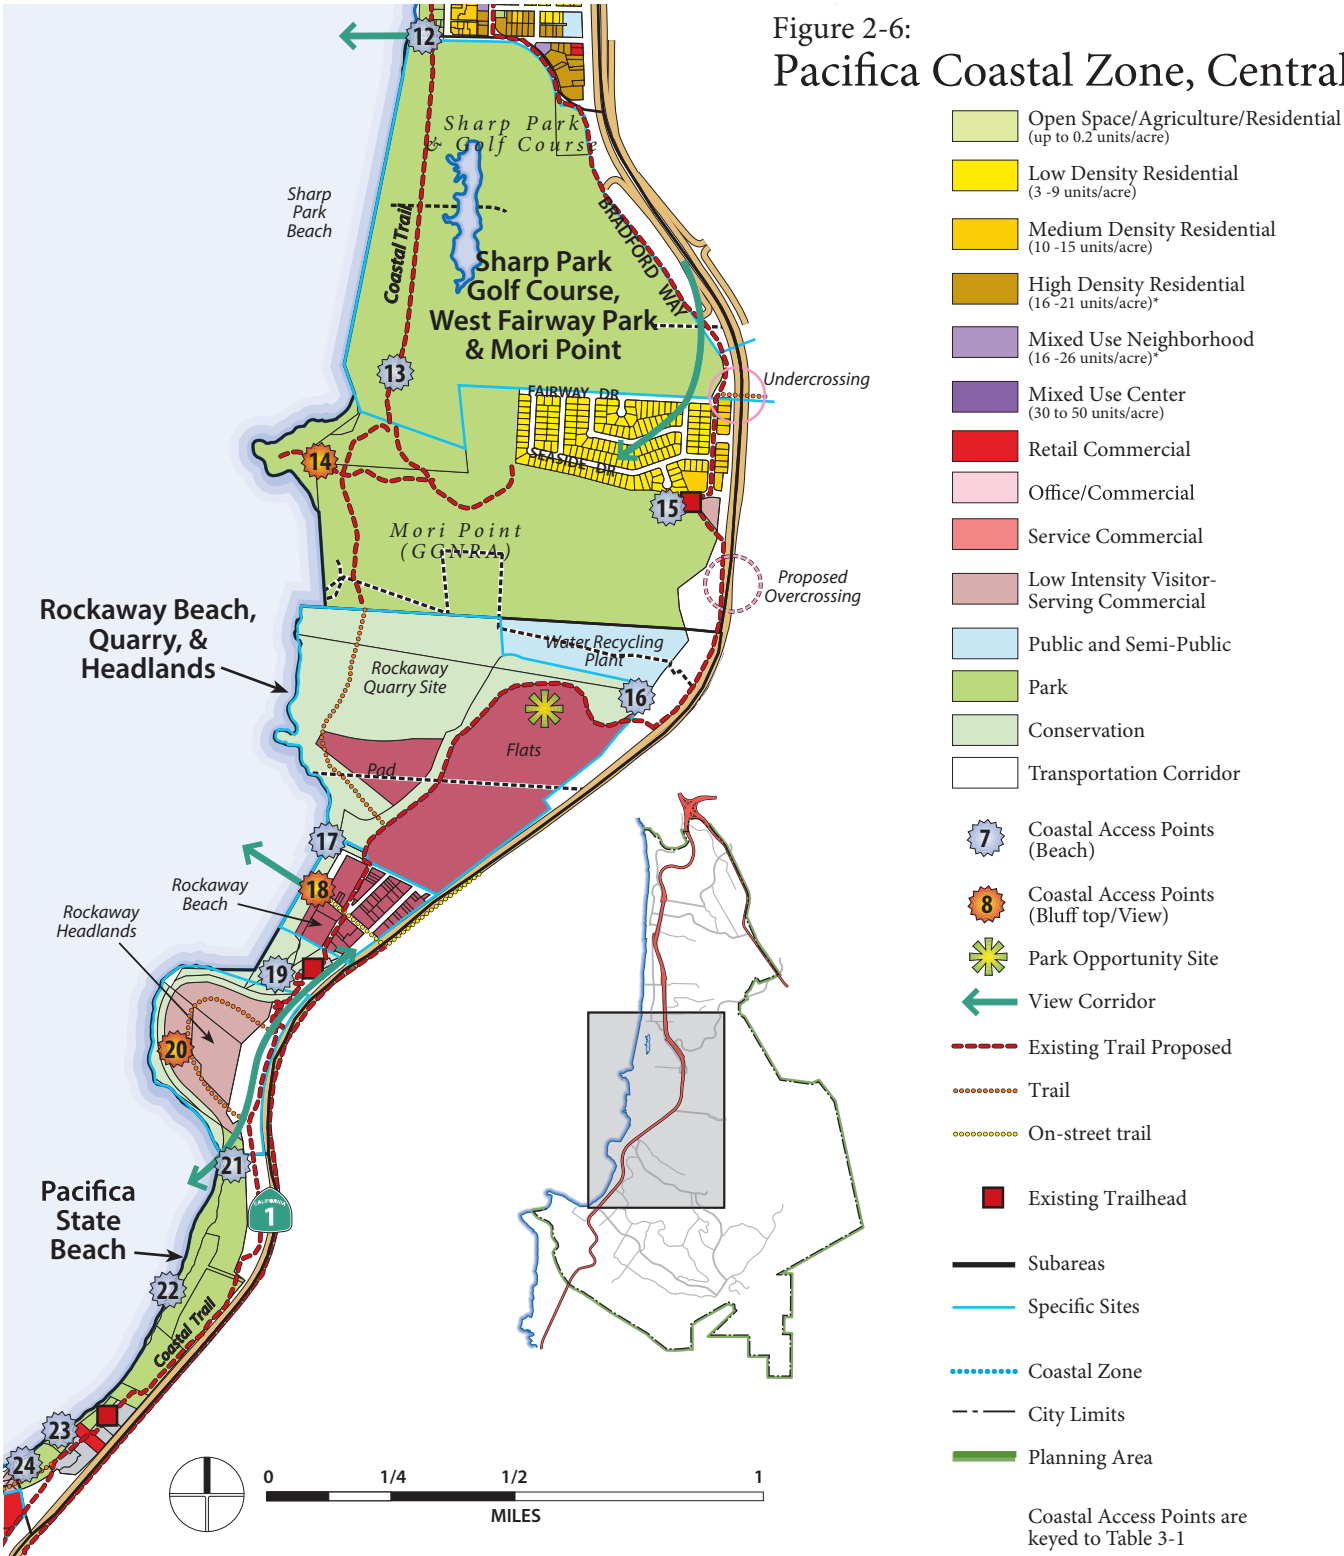 Figure 2-6:
Pacifica Coastal Zone, Central
Open Space/Agriculture/Residential
(up to 0.2 units/acre)
Low Density Residential
(3 -9 units/acre)
Medium Density Residential
(10 -15 units/acre)
High Density Residential
(16 -21 units/acre)*
Mixed Use Neighborhood
(16 -26 units/acre)*
Mixed Use Center
(30 to 50 units/acre)
Retail Commercial
Office/Commercial
Service Commercial
Low Intensity Visitor-
Serving Commercial
Public and Semi-Public
Park
Conservation
Transportation Corridor
7
Coastal Access Points
(Beach)
8
Coastal Access Points
(Bluff top/View)
Park Opportunity Site
View Corridor
Existing Trail Proposed
Trail
On-street trail
Existing Trailhead
Subareas
Specific Sites
Coastal Zone
City Limits
Planning Area
Coastal Access Points are
keyed to Table 3-1
12
Sharp Park
& Golf Course
Sharp
Park
Beach
Coastal Trail
BRADFORD WAY
Sharp Park
Golf Course,
West Fairway Park
& Mori Point
13
Undercrossing
FAIRWAY DR
SEASIDE DR
14
15
Mori Point
(GGNRA)
Proposed
Overcrossing
Rockaway Beach,
Quarry, &
Headlands
Water Recycling
Plant
Rockaway
Quarry Site
16
Flats
Pad
17
18
Rockaway
Beach
Rockaway
Headlands
19
20
21
CALIFORNIA
1
Pacifica
State
Beach
22
Coastal Trail
23
24
0 1/4 1/2 1
MILES